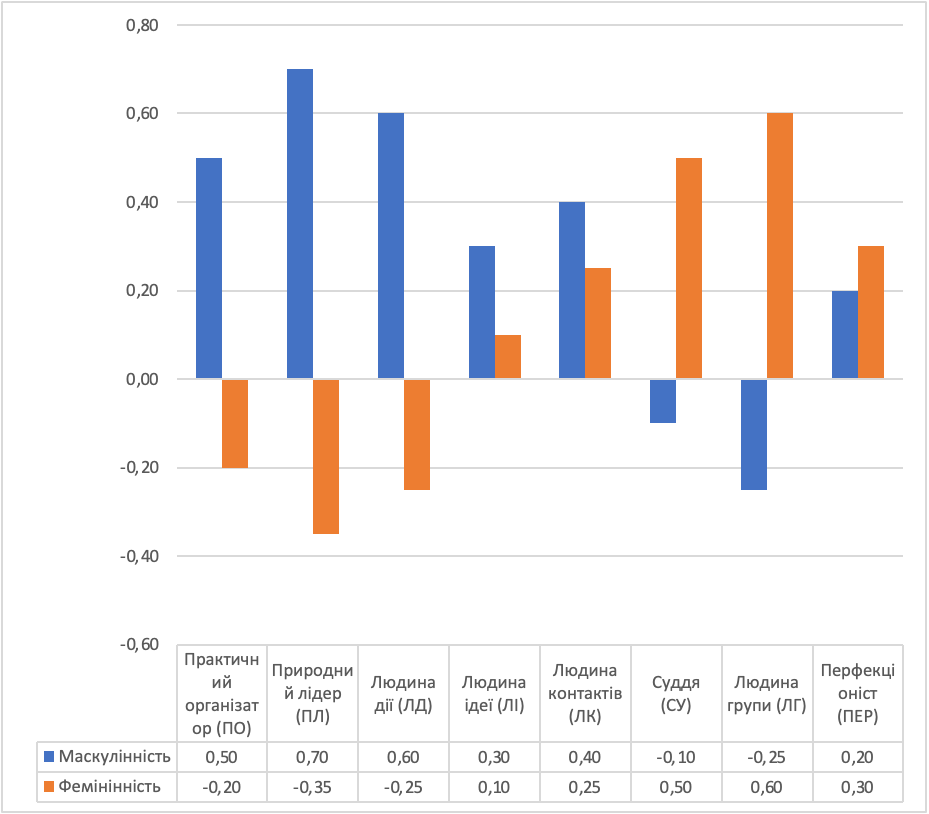 0,80
0,60
0,40
0,20
0,00
-0,20
-0,40
-0,60
Практичн
ий
організат
ор (ПО)
Природни
й лідер
(ПЛ)
Людина
дії (ЛД)
Людина
ідеї (ЛІ)
Людина
контактів
(ЛК)
Суддя
(СУ)
Людина
групи (ЛГ)
Перфекці
оніст
(ПЕР)
Маскулінність 0,50 0,70 0,60 0,30 0,40 -0,10 -0,25 0,20
Фемінінність -0,20 -0,35 -0,25 0,10 0,25 0,50 0,60 0,30